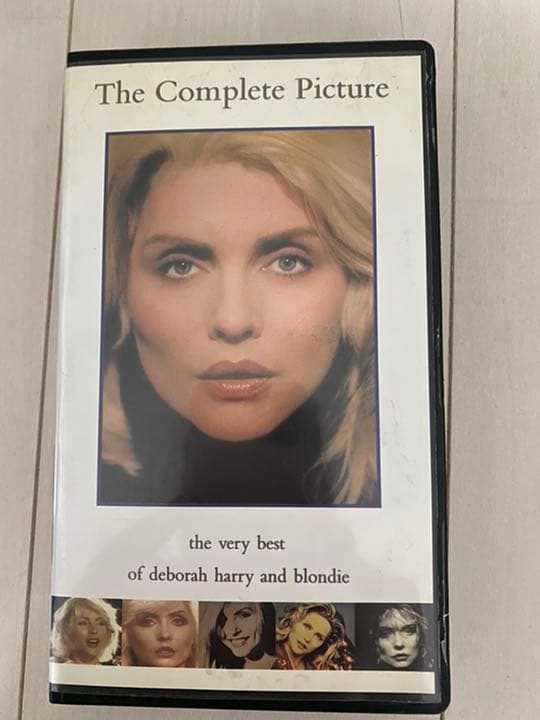 The Complete Picture
the very best
of deborah harry and blondie